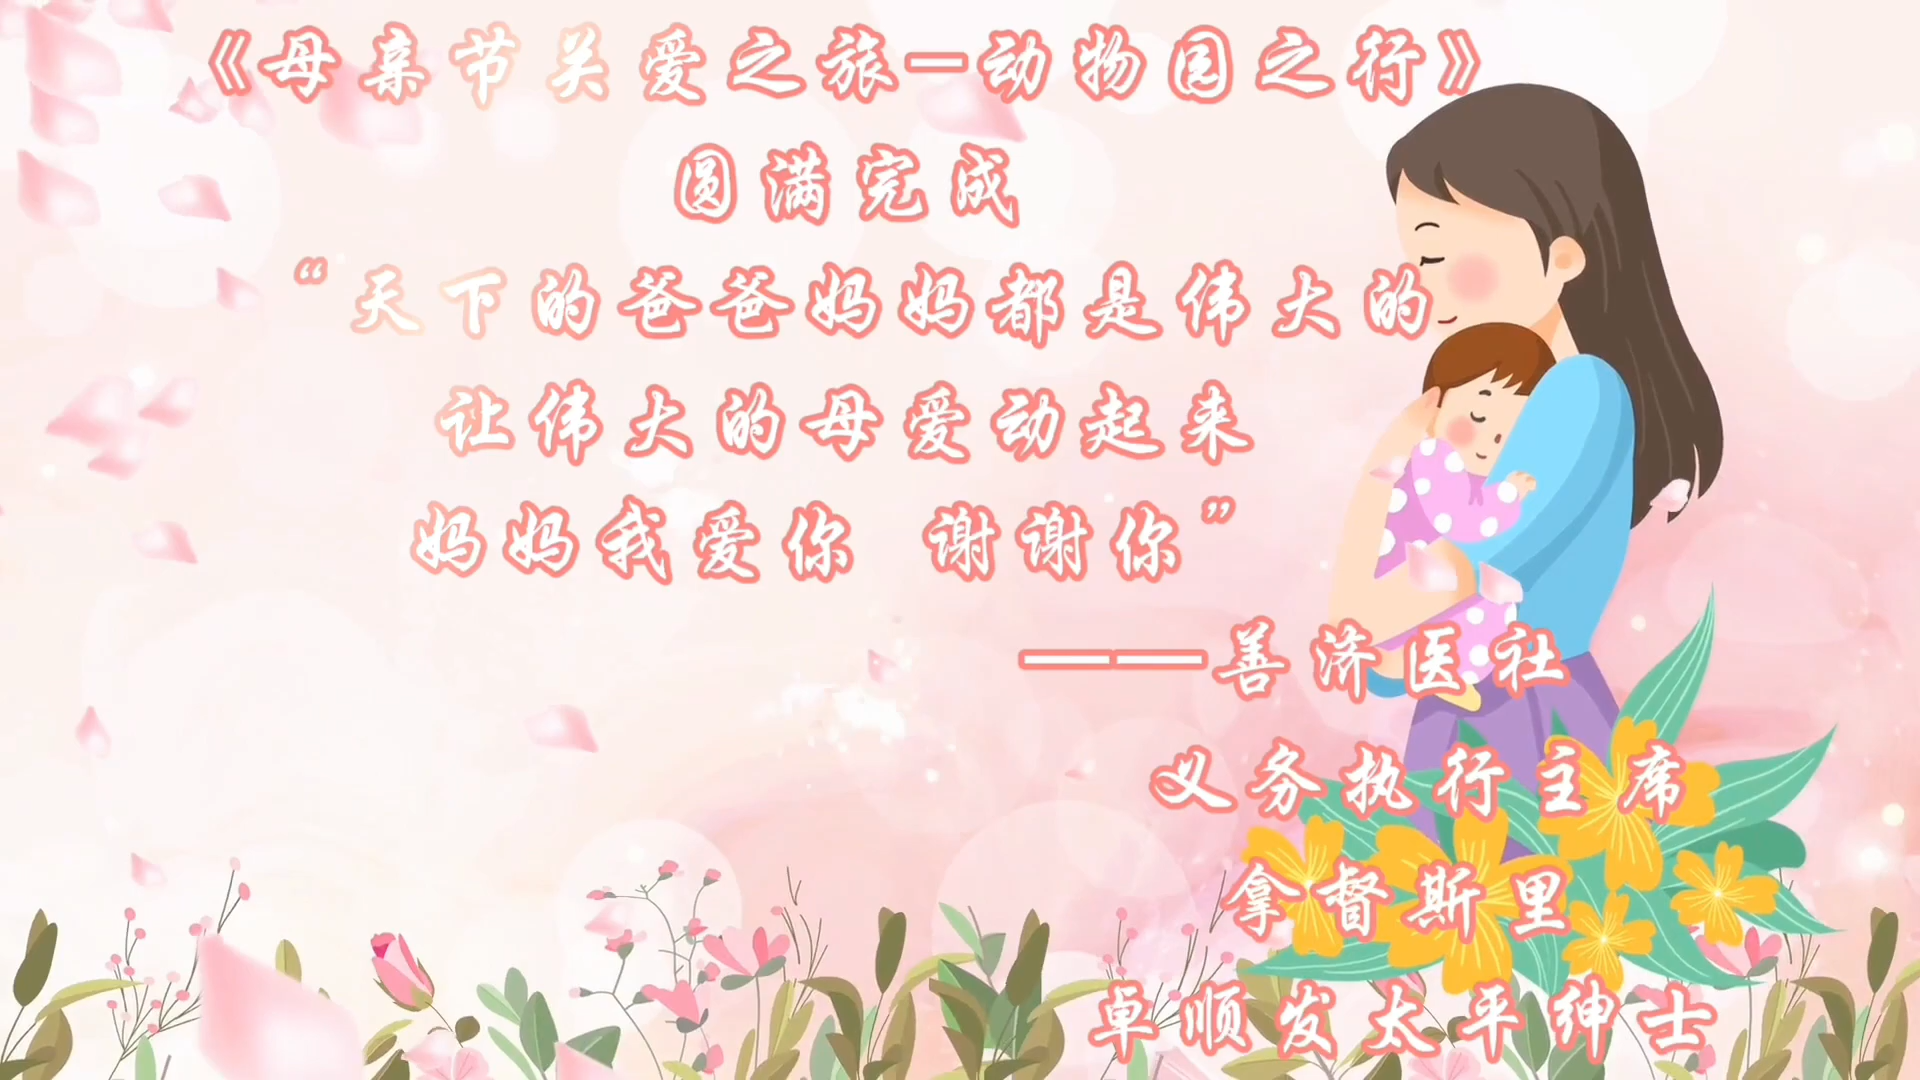 《母亲节关爱之旅—动物园之行》
圆满完成
“天下的爸爸妈妈都是伟大的
让伟大的母爱动起来
妈妈我爱你 谢谢你”
——善济医社
义务执行主席
拿督斯里
卓顺发太平绅士